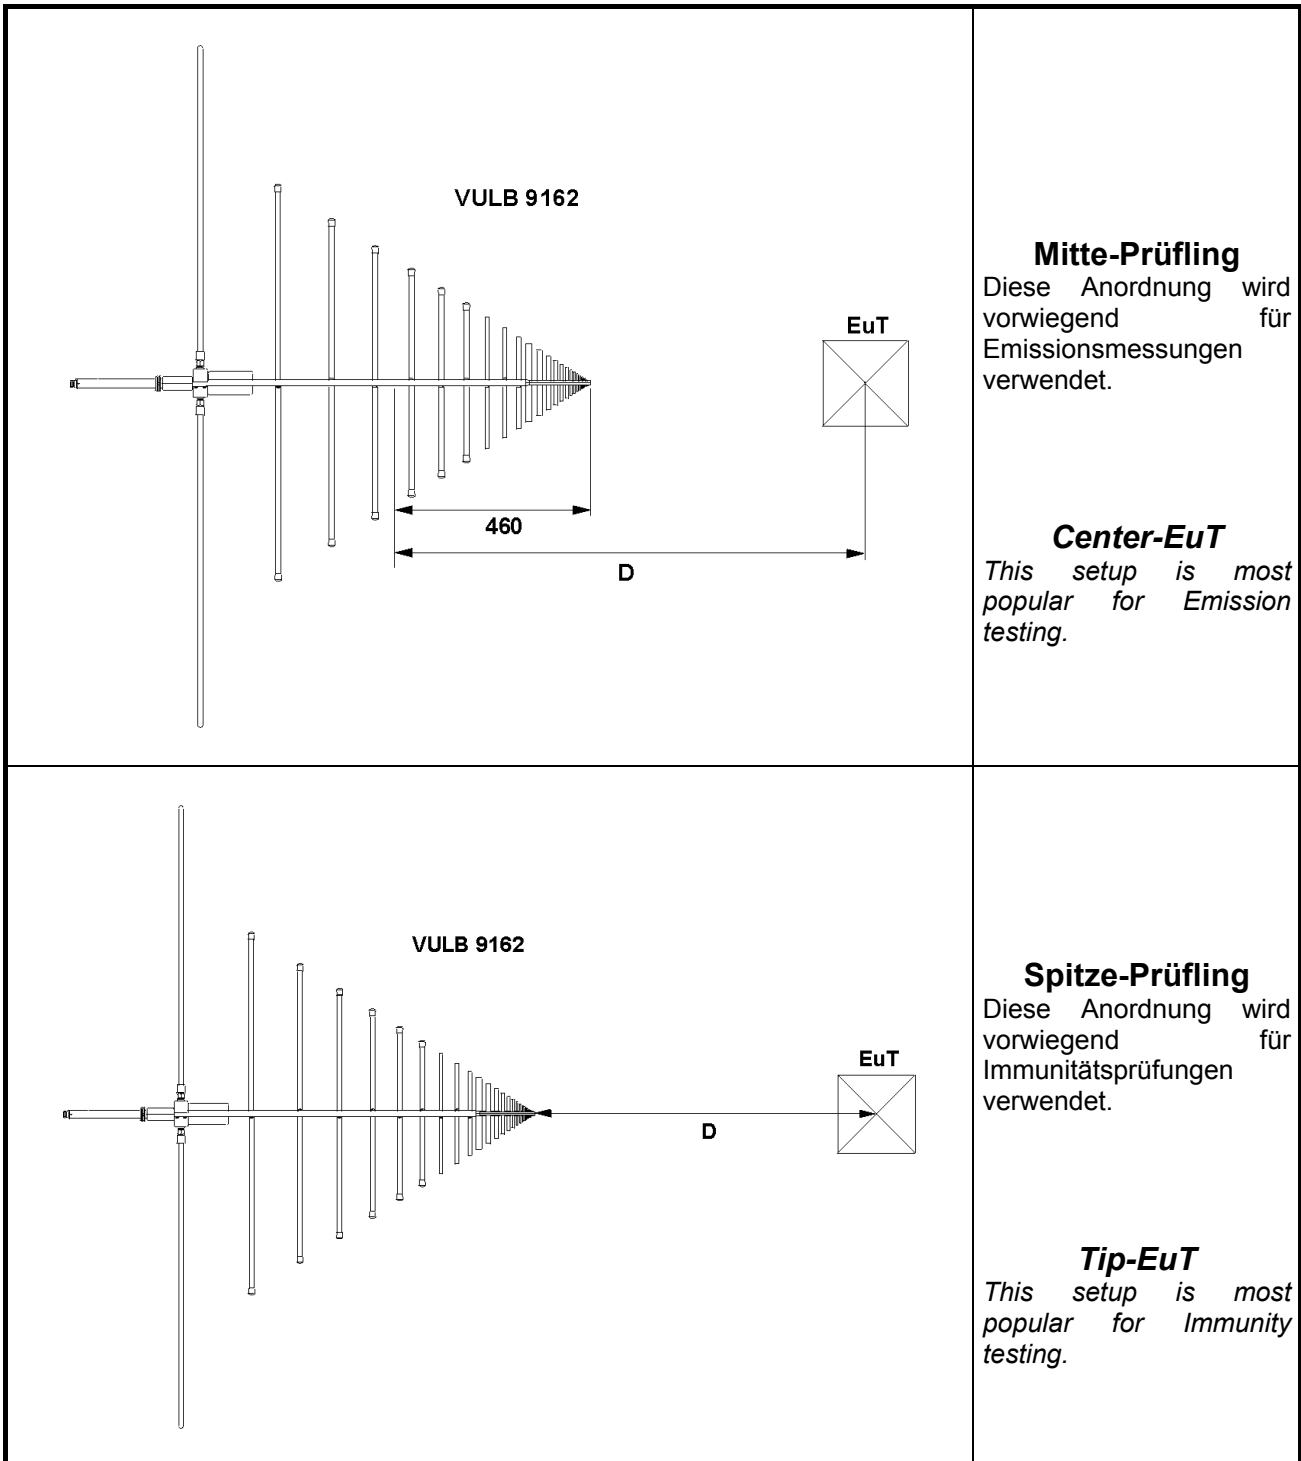 VULB 9162
EuT
460
D
Mitte-Prüfling
Diese Anordnung wird
vorwiegend für
Emissionsmessungen
verwendet.
Center-EuT
This setup is most
popular for Emission
testing.
VULB 9162
EuT
D
Spitze-Prüfling
Diese Anordnung wird
vorwiegend für
Immunitätsprüfungen
verwendet.
Tip-EuT
This setup is most
popular for Immunity
testing.